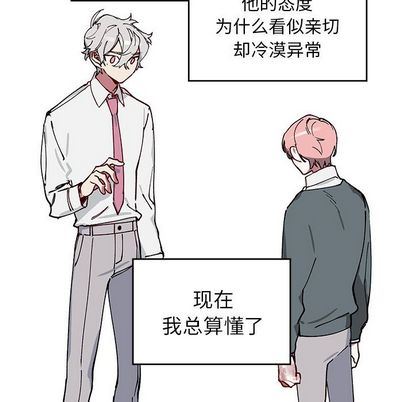 他的态度
为什么看似亲切
却冷漠异常
现在
我总算懂了